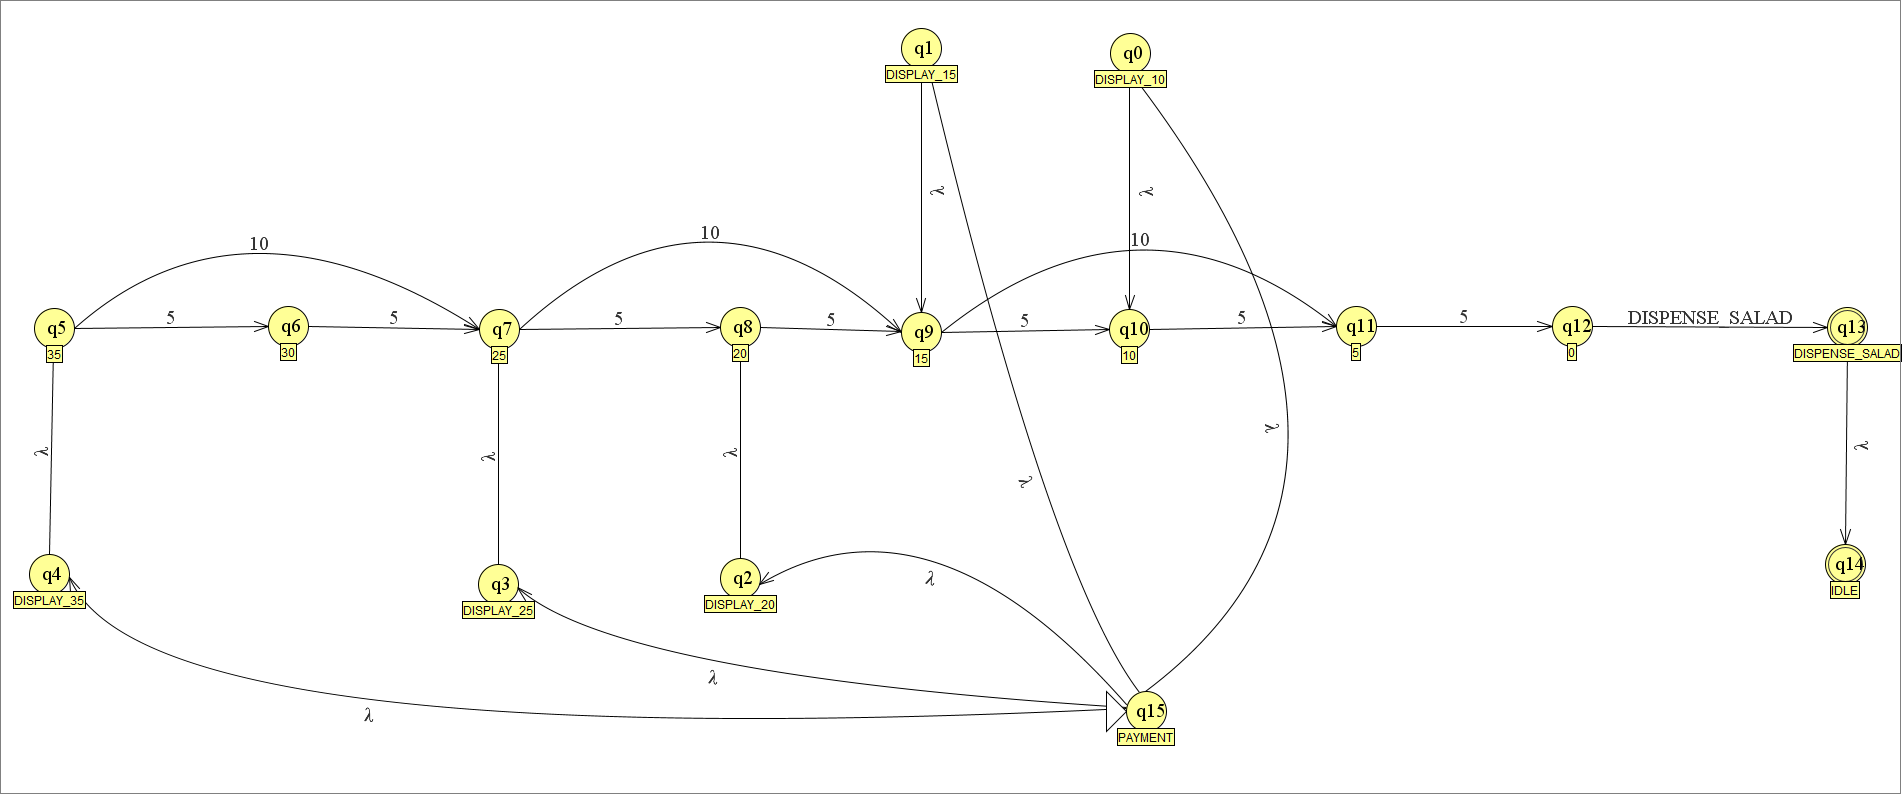 q1
DISPLAY_15
q0
DISPLAY_10
λ
λ
10
10
10
q5
35
5
q6
30
5
q7
25
5
q8
20
5
q9
15
5
q10
10
5
q11
5
5
q12
0
DISPENSE_SALAD
q13
DISPENSE_SALAD
λ
λ
λ
λ
λ
λ
q4
DISPLAY_35
q3
DISPLAY_25
q2
DISPLAY_20
λ
q14
IDLE
λ
λ
q15
PAYMENT